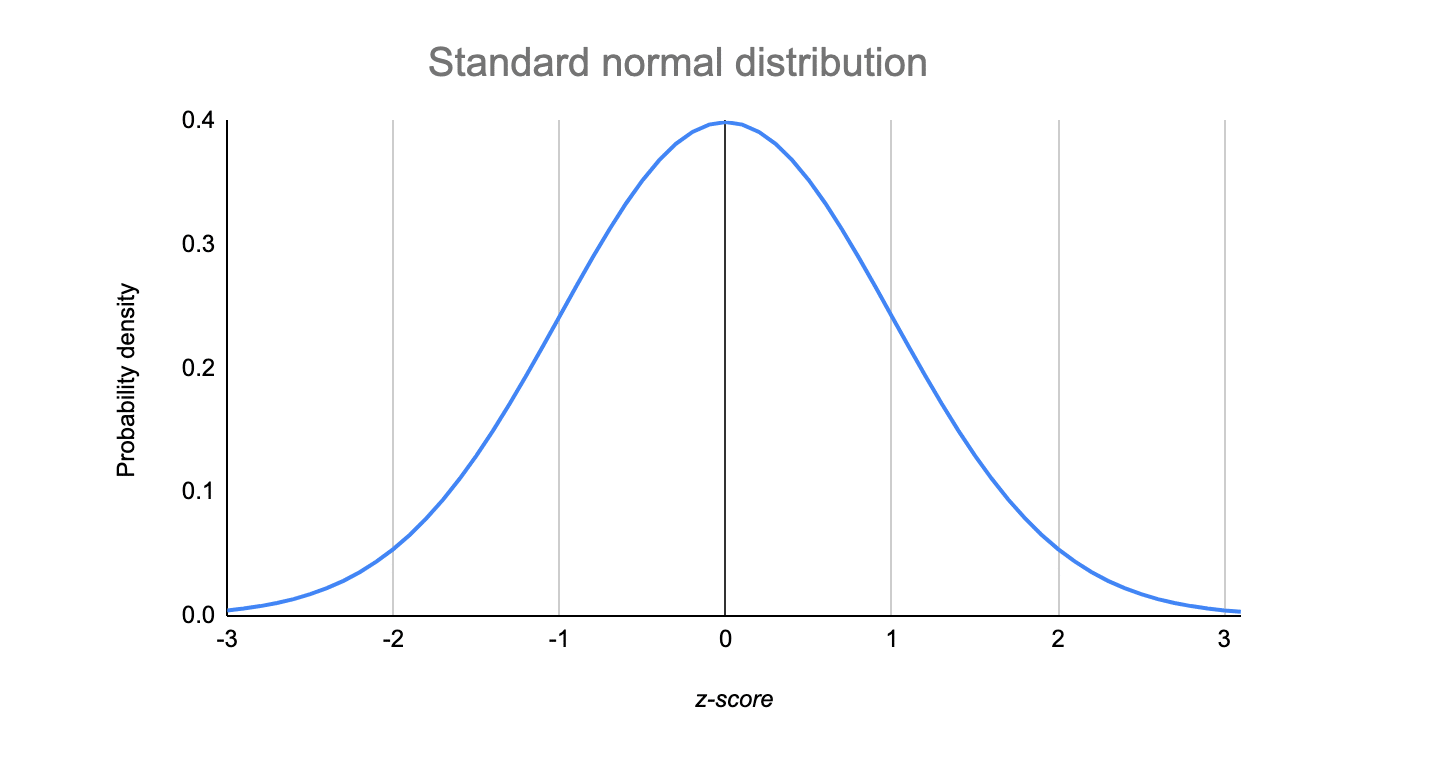 Standard normal distribution
0.4
0.3
0.2
0.1
0.0
Probability density
-3 -2 -1 0 1 2 3
z-score